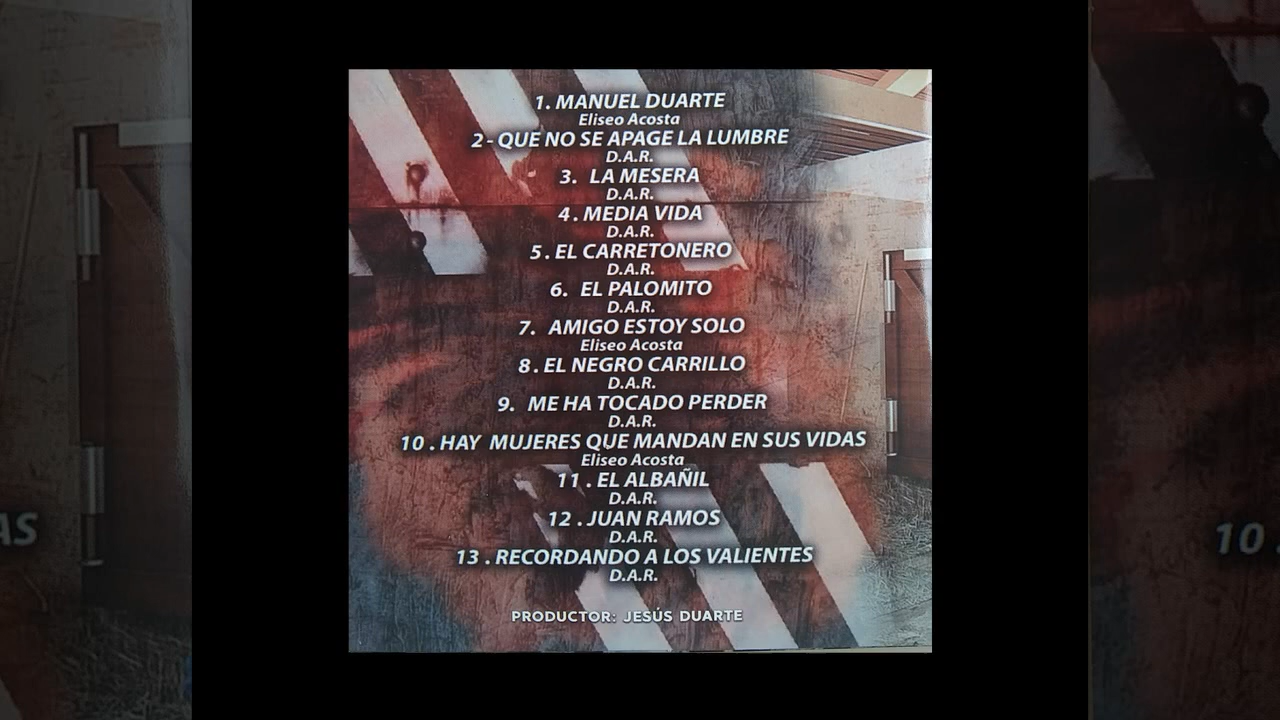 1. MANUEL DUARTE
Eliseo Acosta
2- QUE NO SE APAGE LA LUMBRE
D.A.R.
3. LA MESERA
D.A.R.
4. MEDIA VIDA
D.A.R.
5. EL CARRETONERO
D.A.R.
6. EL PALOMITO
D.A.R.
7. AMIGO ESTOY SOLO
Eliseo Acosta
8. EL NEGRO CARRILLO
D.A.R.
9. ME HA TOCADO PERDER
D.A.R.
10. HAY MUJERES QUE MANDAN EN SUS VIDAS
Eliseo Acosta
11. EL ALBAÑIL
D.A.R.
12. JUAN RAMOS
D.A.R.
13. RECORDANDO A LOS VALIENTES
D.A.R.
PRODUCTOR: JESÚS DUARTE
AS
10